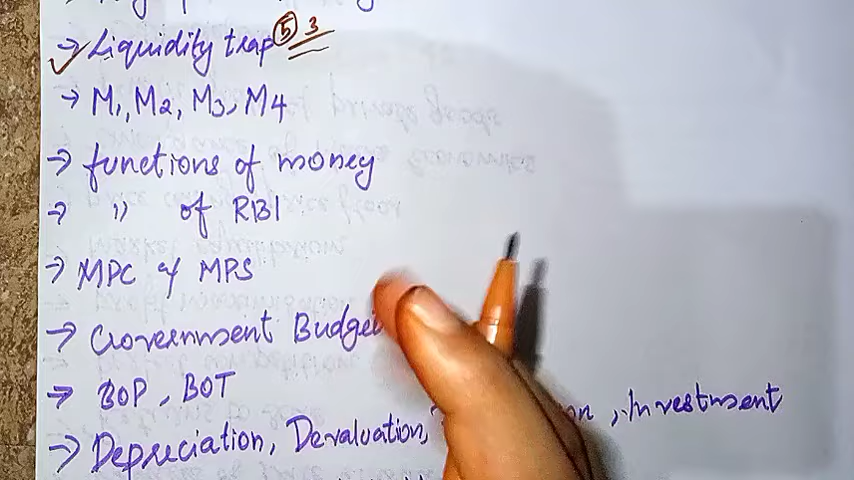 → Liquidity trap ⑤ 3
→ M1, M2, M3, M4
→ functions of money
→ " of RBI
→ MPC & MPS
→ Government Budget
→ BOP, BOT
→ Depreciation, Devaluation, , Investment